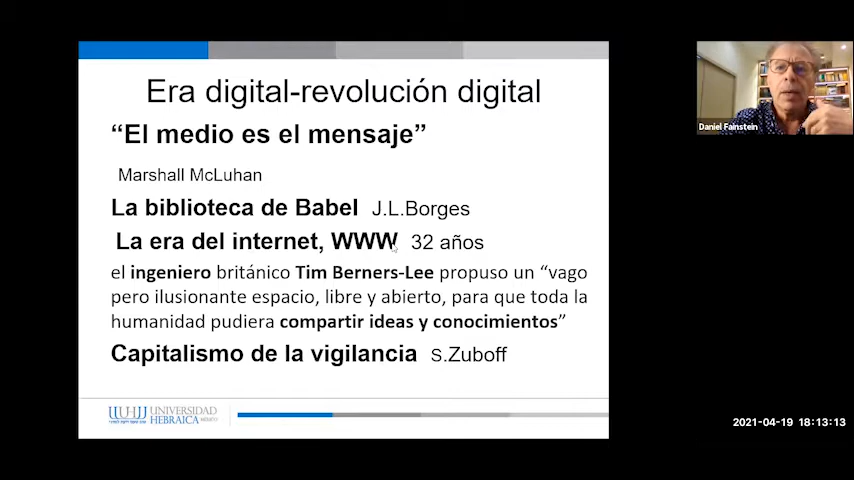 Era digital-revolución digital
“El medio es el mensaje”
Marshall McLuhan
La biblioteca de Babel J.L.Borges
La era del internet, WWW 32 años
el ingeniero británico Tim Berners-Lee propuso un “vago
pero ilusionante espacio, libre y abierto, para que toda la
humanidad pudiera compartir ideas y conocimientos”
Capitalismo de la vigilancia S.Zuboff
UNIVERSIDAD
HEBRAICA
Daniel Fainstein
2021-04-19 18:13:13